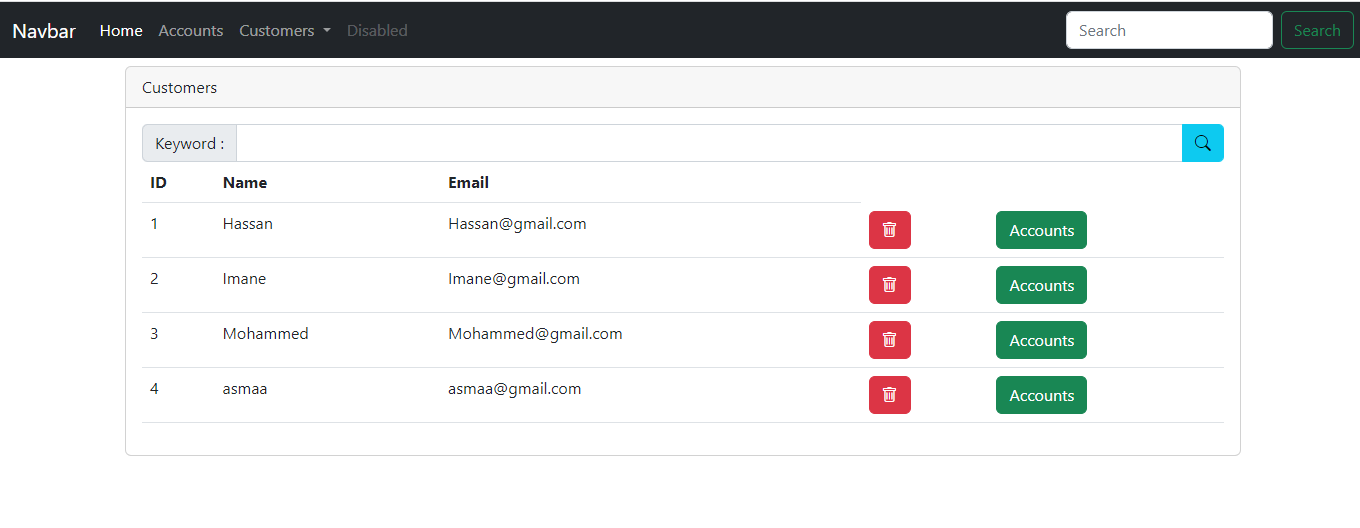 Navbar Home Accounts Customers Disabled Search Search
Customers
Keyword :
ID Name Email
1 Hassan Hassan@gmail.com Accounts
2 Imane Imane@gmail.com Accounts
3 Mohammed Mohammed@gmail.com Accounts
4 asmaa asmaa@gmail.com Accounts